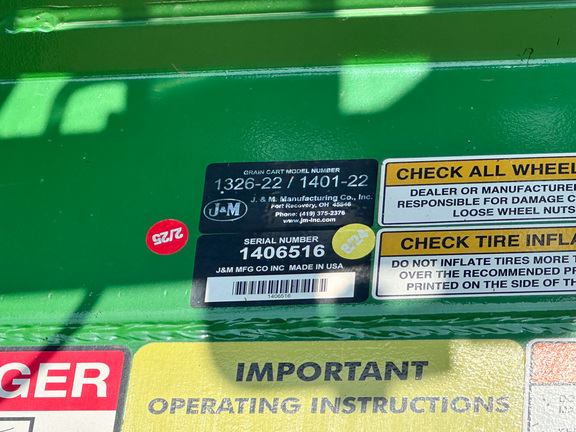 GRAIN CART MODEL NUMBER
1326-22 / 1401-22
J&M
J. & M. Manufacturing Co., Inc.
Fort Recovery, OH 45846
Phone: (419) 375-2376
www.jm-inc.com
SERIAL NUMBER
1406516
J&M MFG CO INC MADE IN USA
1406516
2/25
8/24
CHECK ALL WHEEL
DEALER OR MANUFACTURE
RESPONSIBLE FOR DAMAGE C
LOOSE WHEEL NUTS
CHECK TIRE INFLA
DO NOT INFLATE TIRES MORE T
OVER THE RECOMMENDED P
PRINTED ON THE SIDE OF TH
GER
IMPORTANT
OPERATING INSTRUCTIONS